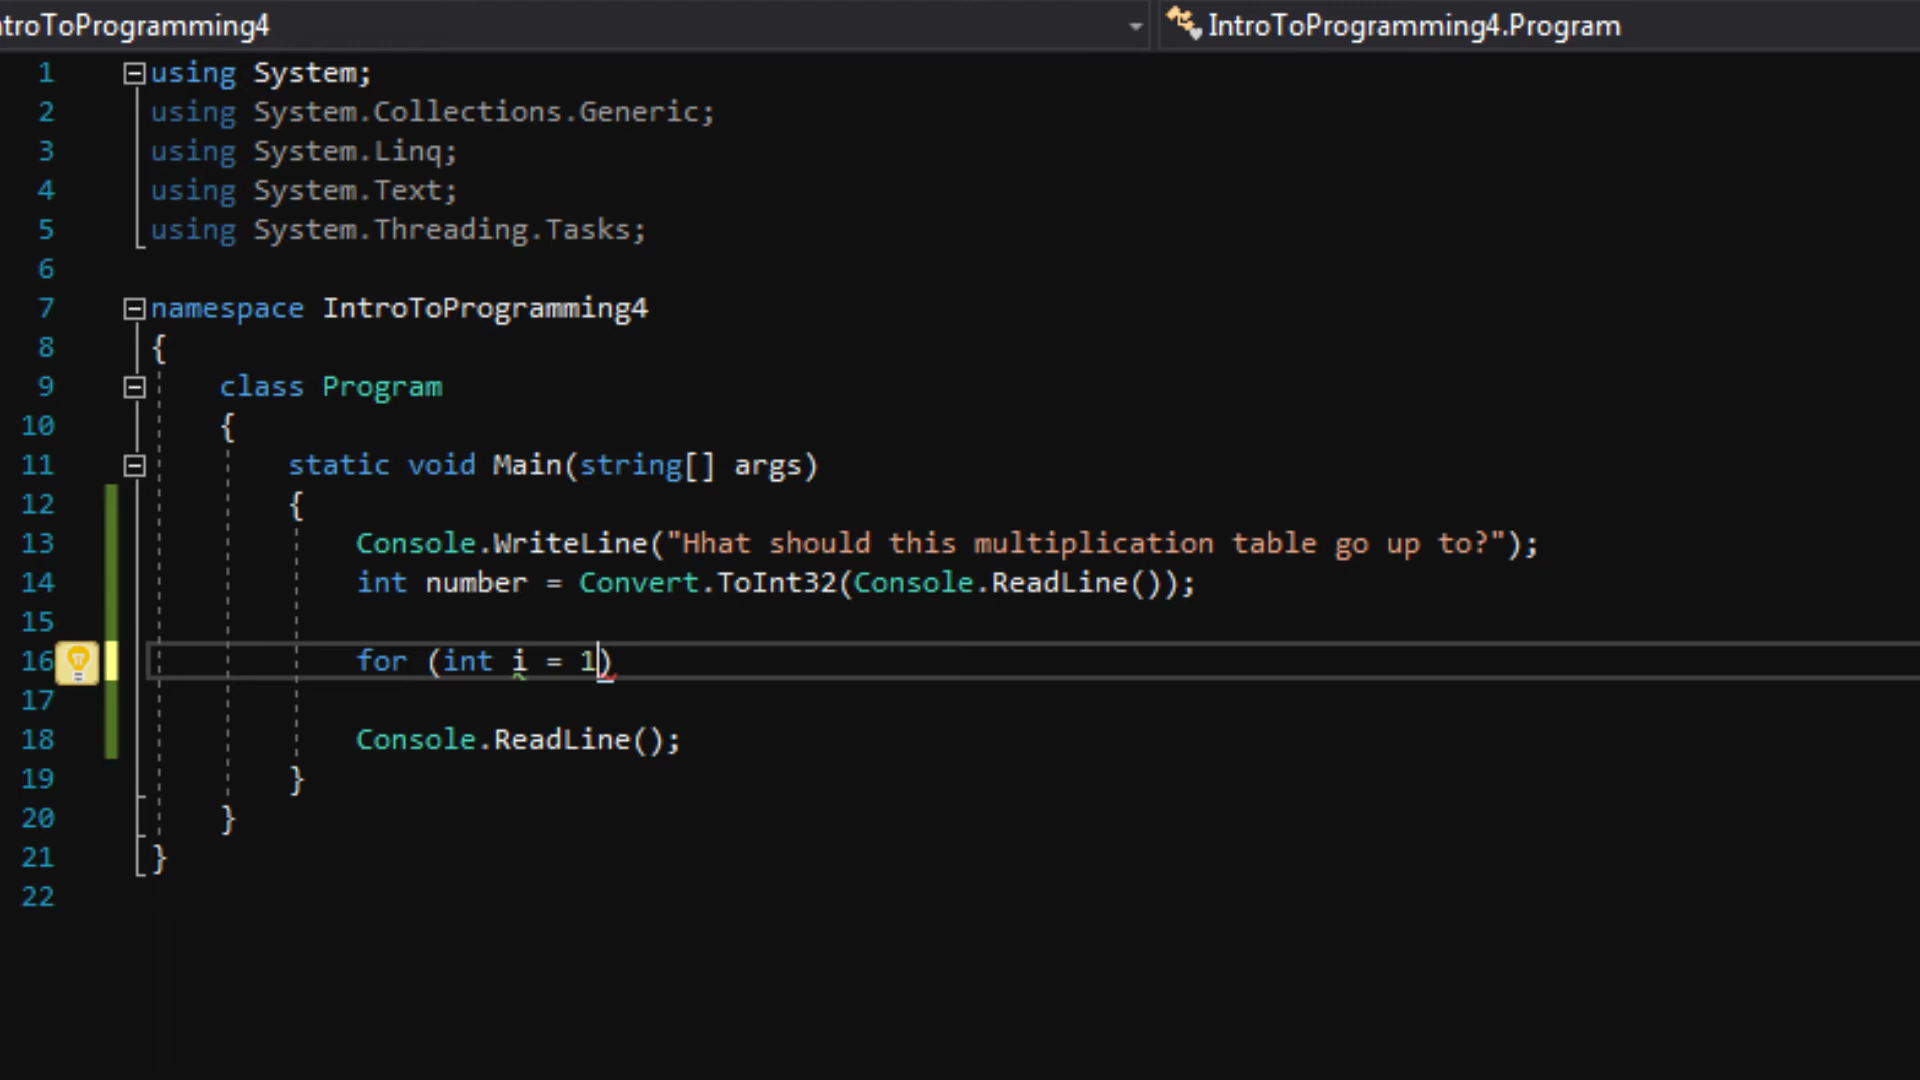 ntroToProgramming4 IntroToProgramming4.Program
1 using System;
2 using System.Collections.Generic;
3 using System.Linq;
4 using System.Text;
5 using System.Threading.Tasks;
6
7 namespace IntroToProgramming4
8 {
9 class Program
10 {
11 static void Main(string[] args)
12 {
13 Console.WriteLine("Hhat should this multiplication table go up to?");
14 int number = Convert.ToInt32(Console.ReadLine());
15
16 for (int i = 1)
17
18 Console.ReadLine();
19 }
20 }
21 }
22